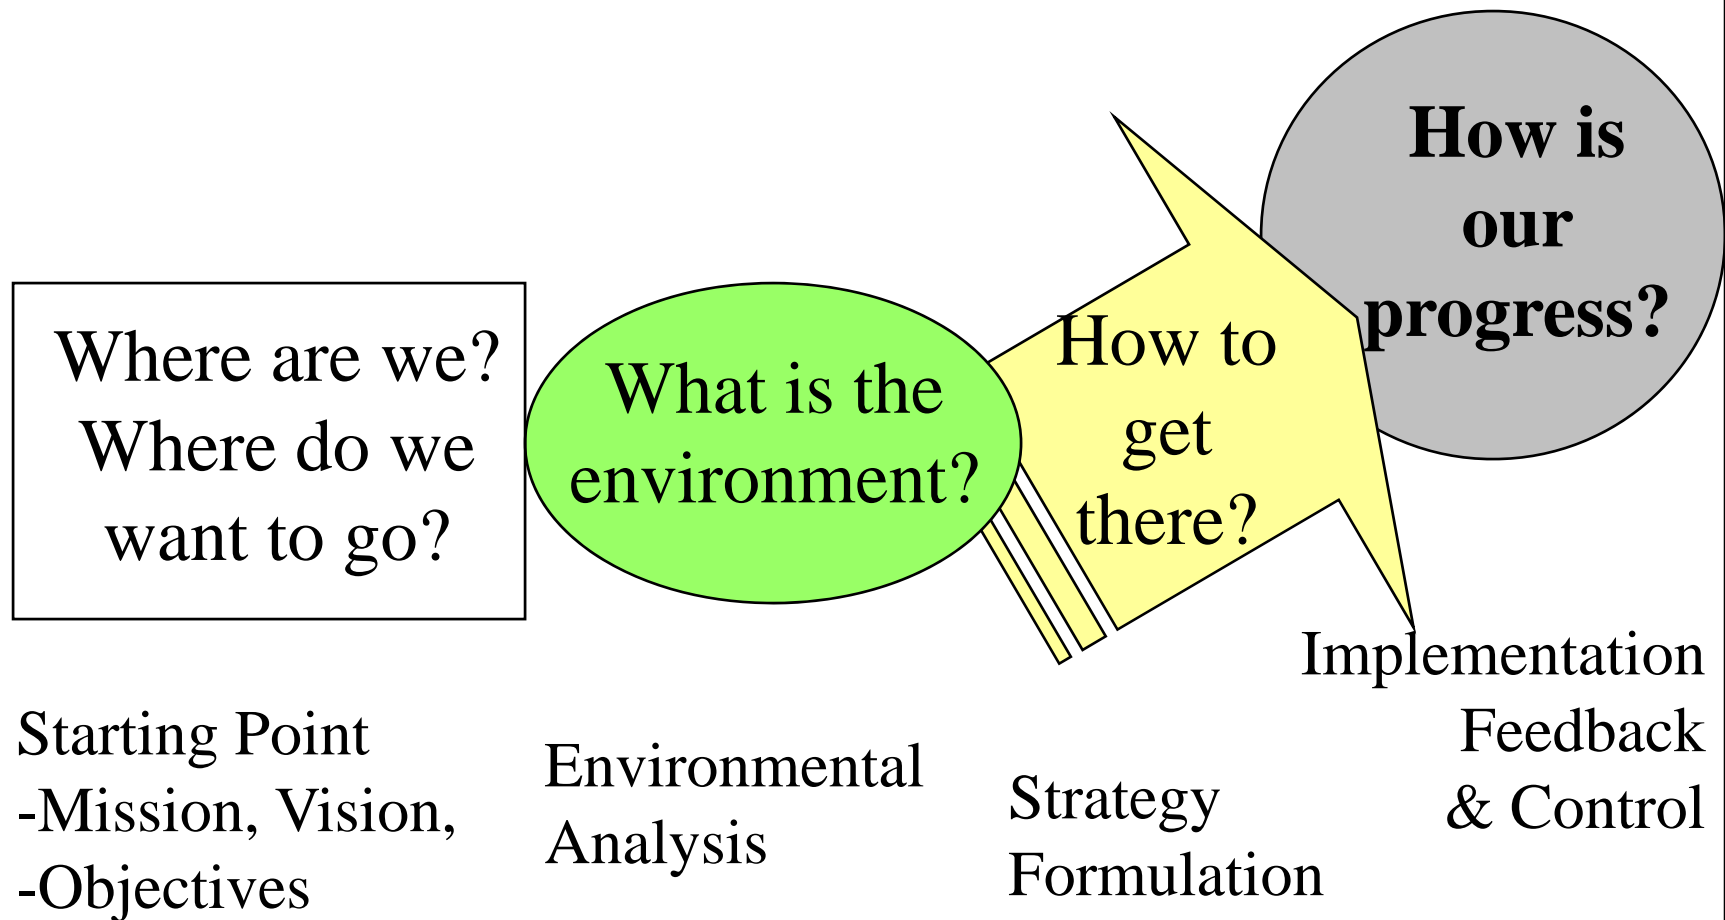 Where are we?
Where do we
want to go?
What is the
environment?
How to
get
there?
How is
our
progress?
Starting Point
-Mission, Vision,
-Objectives
Environmental
Analysis
Strategy
Formulation
Implementation
Feedback
& Control